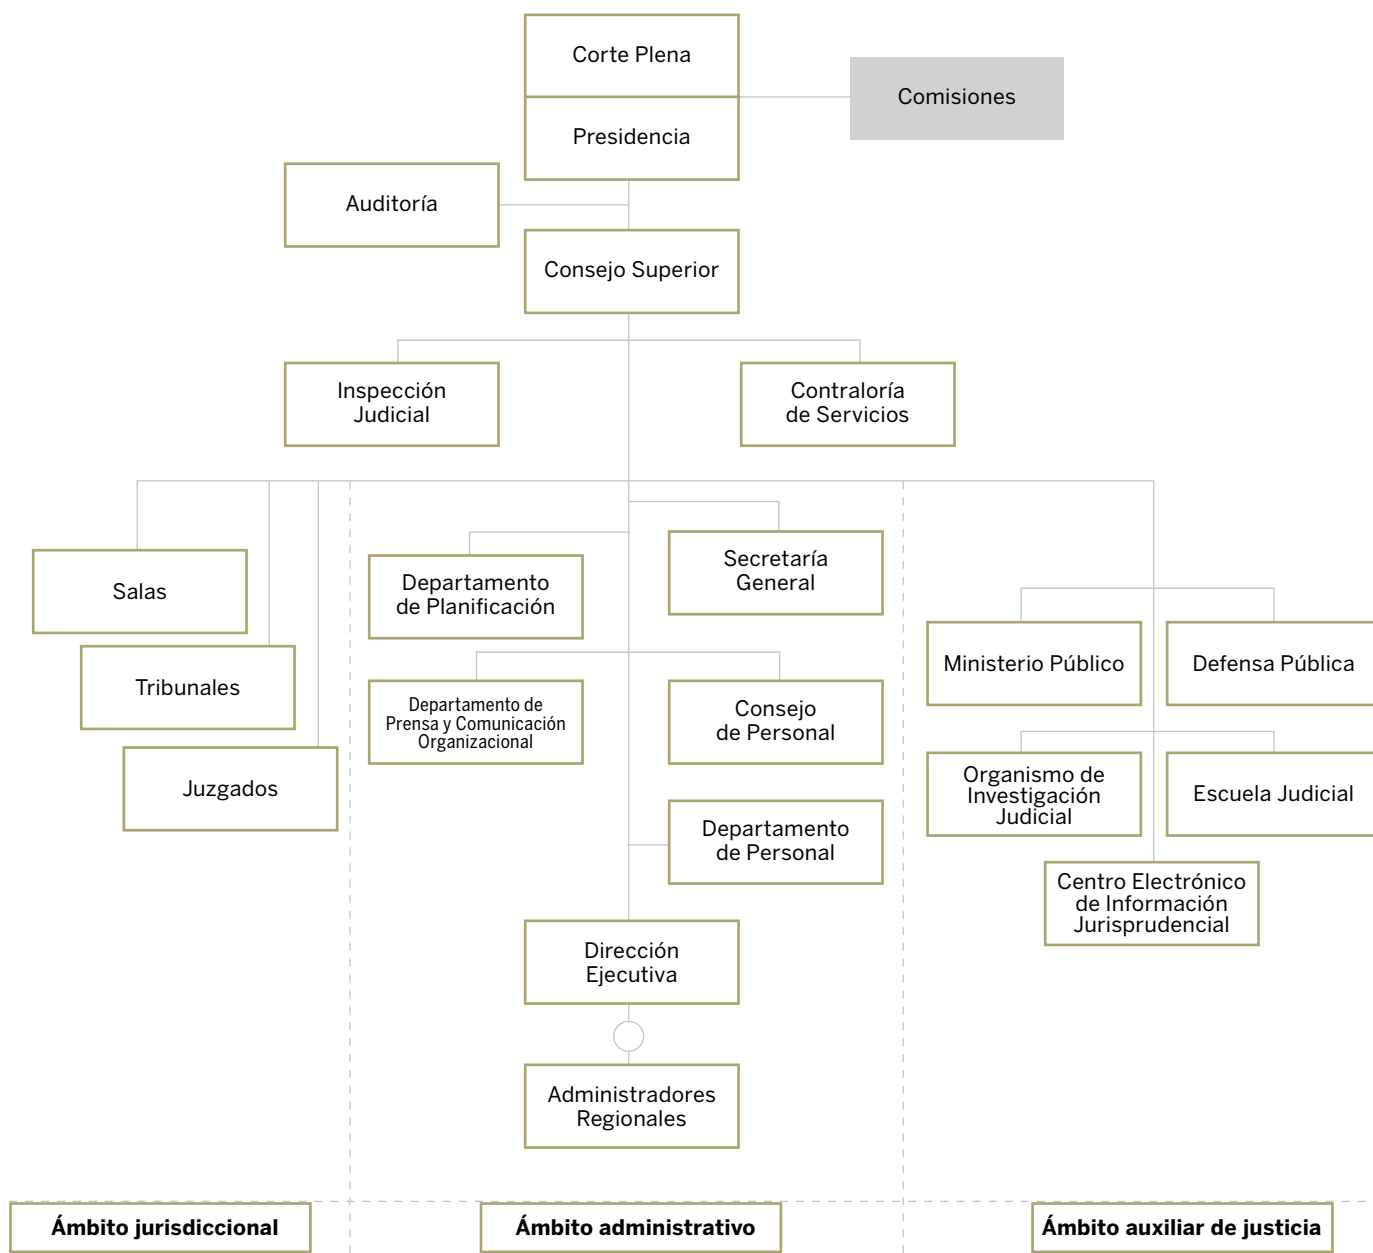 Corte Plena
Comisiones
Presidencia
Auditoría
Consejo Superior
Inspección
Judicial
Contraloría
de Servicios
Salas
Tribunales
Juzgados
Departamento
de Planificación
Secretaría
General
Departamento de
Prensa y Comunicación
Organizacional
Consejo
de Personal
Departamento
de Personal
Dirección
Ejecutiva
Administradores
Regionales
Ministerio Público
Defensa Pública
Organismo de
Investigación
Judicial
Escuela Judicial
Centro Electrónico
de Información
Jurisprudencial
Ámbito jurisdiccional
Ámbito administrativo
Ámbito auxiliar de justicia